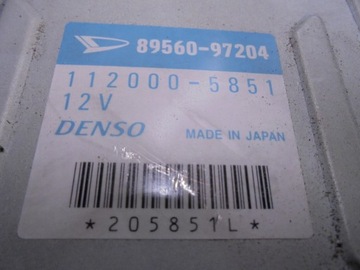 89560-97204
112000-5851
12V
DENSO MADE IN JAPAN
*205851L*